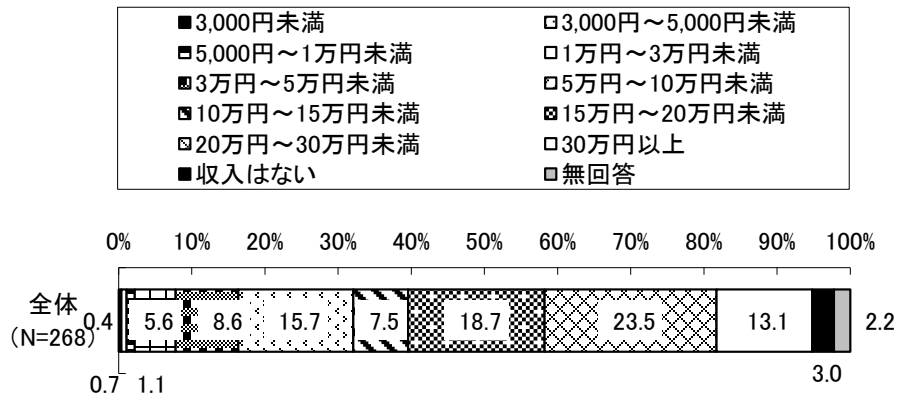 ■3,000円未満 3,000円～5,000円未満
5,000円～1万円未満 □1万円～3万円未満
3万円～5万円未満 5万円～10万円未満
10万円～15万円未満 15万円～20万円未満
20万円～30万円未満 □30万円以上
■収入はない 無回答
0% 10% 20% 30% 40% 50% 60% 70% 80% 90% 100%
全体
(N=268)
0.4 5.6 8.6 15.7 7.5 18.7 23.5 13.1 2.2
0.7 1.1 3.0